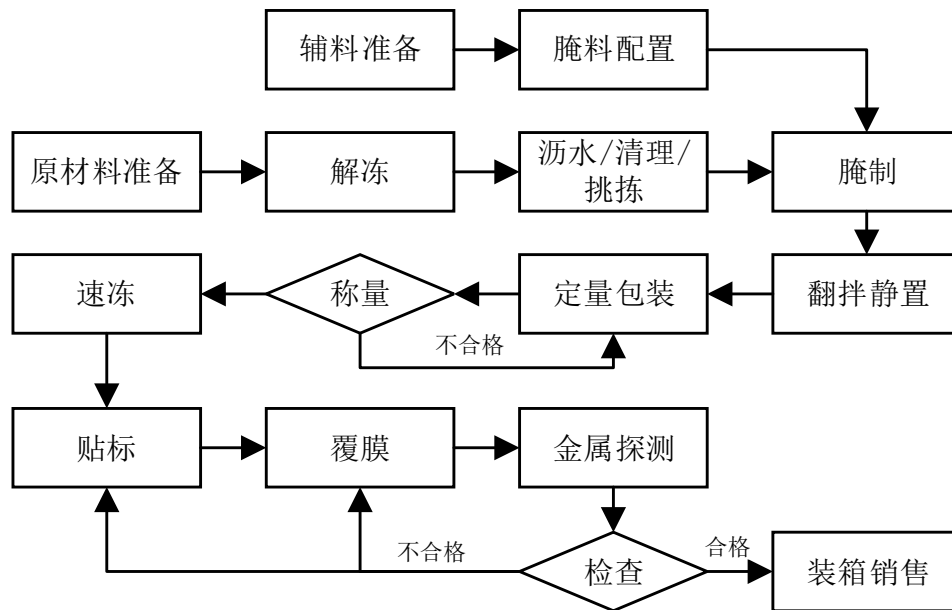 辅料准备
腌料配置
原材料准备
解冻
沥水/清理/
挑拣
腌制
速冻
称量
定量包装
翻拌静置
不合格
贴标
覆膜
金属探测
不合格
检查
合格
装箱销售